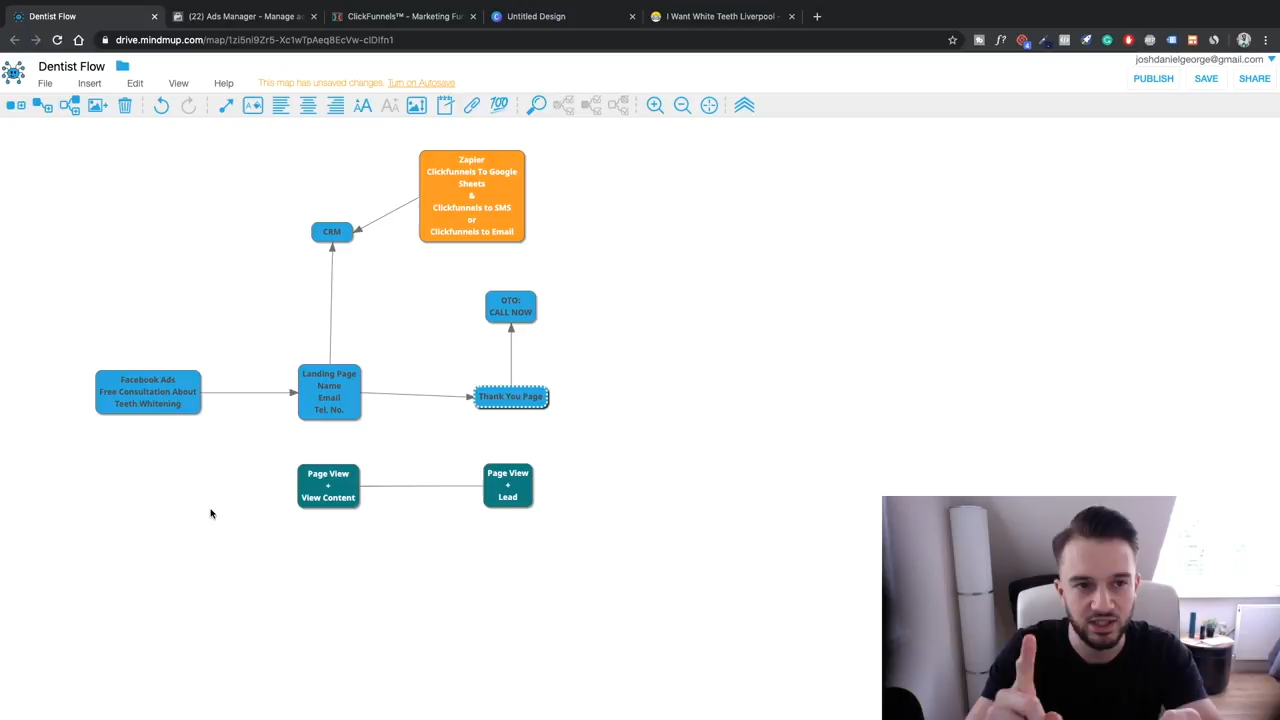 Dentist Flow
(22) Ads Manager - Manage ad
ClickFunnels™ – Marketing Fu
Untitled Design
I Want White Teeth Liverpool -
drive.mindmup.com/map/1zi5ni9Zr5-Xc1wTpAeq8EcVw-cIDIfn1
Dentist Flow
joshdanielgeorge@gmail.com
File
Insert
Edit
View
Help
This map has unsaved changes. Turn on Autosave
PUBLISH
SAVE
SHARE
Zapier
Clickfunnels To Google
Sheets
&
Clickfunnels to SMS
or
Clickfunnels to Email
CRM
OTO:
CALL NOW
Facebook Ads
Free Consultation About
Teeth Whitening
Landing Page
Name
Email
Tel. No.
Thank You Page
Page View
+
View Content
Page View
+
Lead